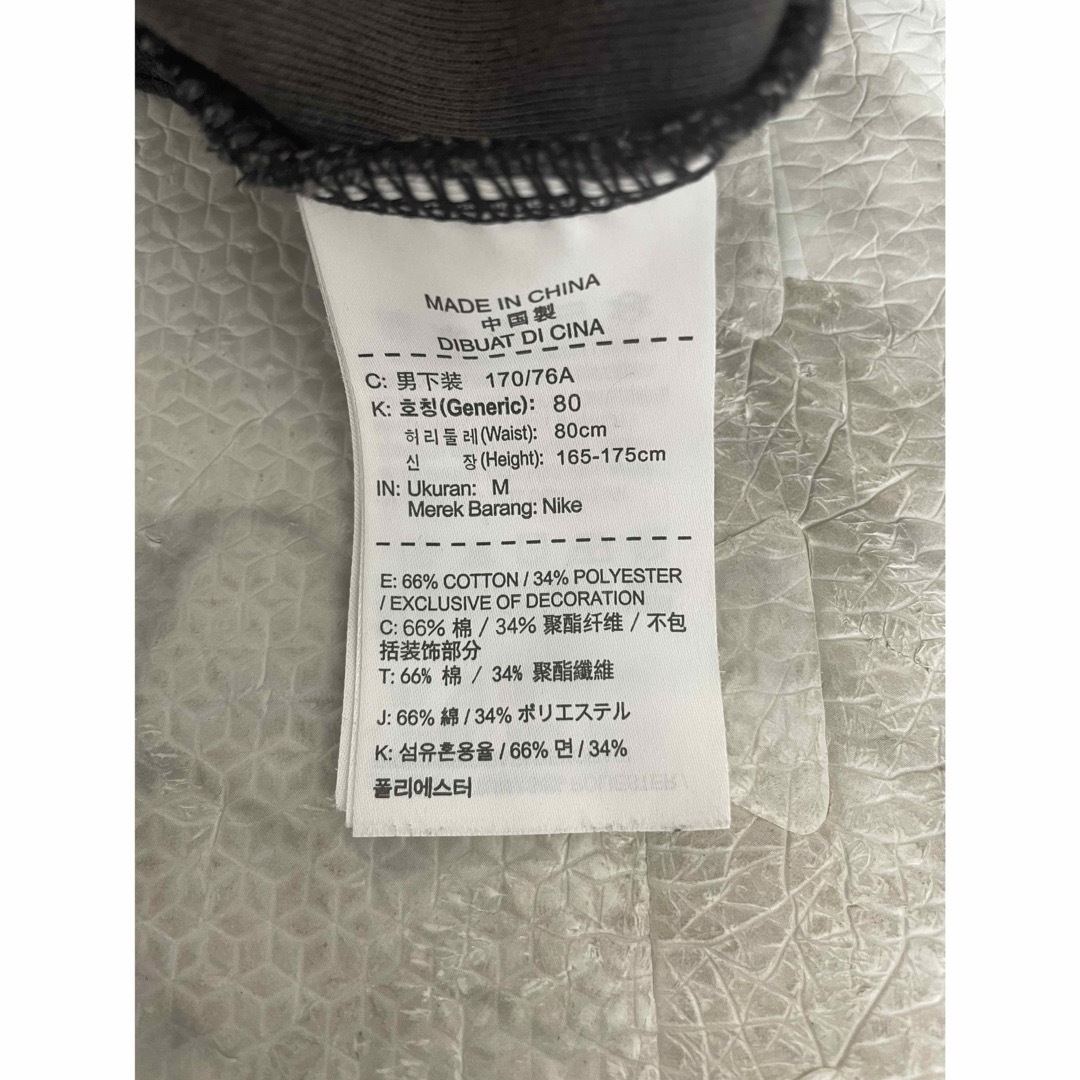 MADE IN CHINA
中国製
DIBUAT DI CINA
C: 男下装 170/76A
K: 호칭(Generic): 80
허리둘레(Waist): 80cm
신 장(Height): 165-175cm
IN: Ukuran: M
Merek Barang: Nike
E: 66% COTTON / 34% POLYESTER
/ EXCLUSIVE OF DECORATION
C: 66% 棉 / 34% 聚酯纤维 / 不包
括装饰部分
T: 66% 棉 / 34% 聚酯纖維
J: 66% 綿 / 34% ポリエステル
K: 섬유혼용율 / 66% 면 / 34%
폴리에스터